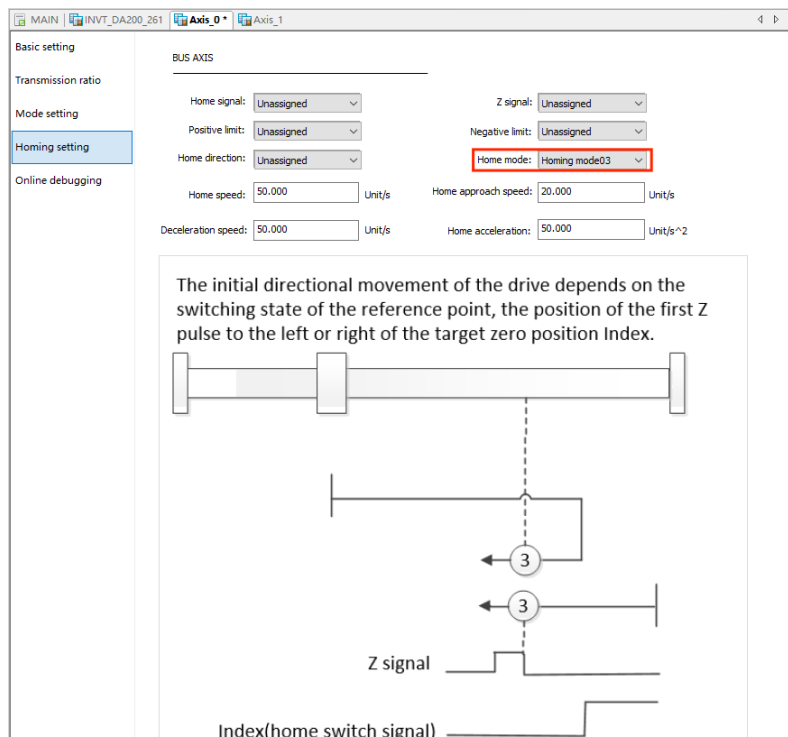 MAIN INVT_DA200_261 Axis_0 * Axis_1
Basic setting
Transmission ratio
Mode setting
Homing setting
Online debugging
BUS AXIS
Home signal: Unassigned Z signal: Unassigned
Positive limit: Unassigned Negative limit: Unassigned
Home direction: Unassigned Home mode: Homing mode03
Home speed: 50.000 Unit/s Home approach speed: 20.000 Unit/s
Deceleration speed: 50.000 Unit/s Home acceleration: 50.000 Unit/s^2
The initial directional movement of the drive depends on the
switching state of the reference point, the position of the first Z
pulse to the left or right of the target zero position Index.
3
3
Z signal
Index(home switch signal)